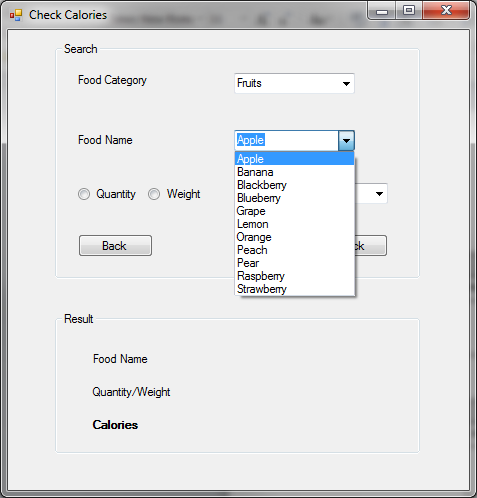 Check Calories
Search
Food Category
Fruits
Food Name
Apple
Apple
Banana
Blackberry
Blueberry
Grape
Lemon
Orange
Peach
Pear
Raspberry
Strawberry
Quantity Weight
Back
ck
Result
Food Name
Quantity/Weight
Calories